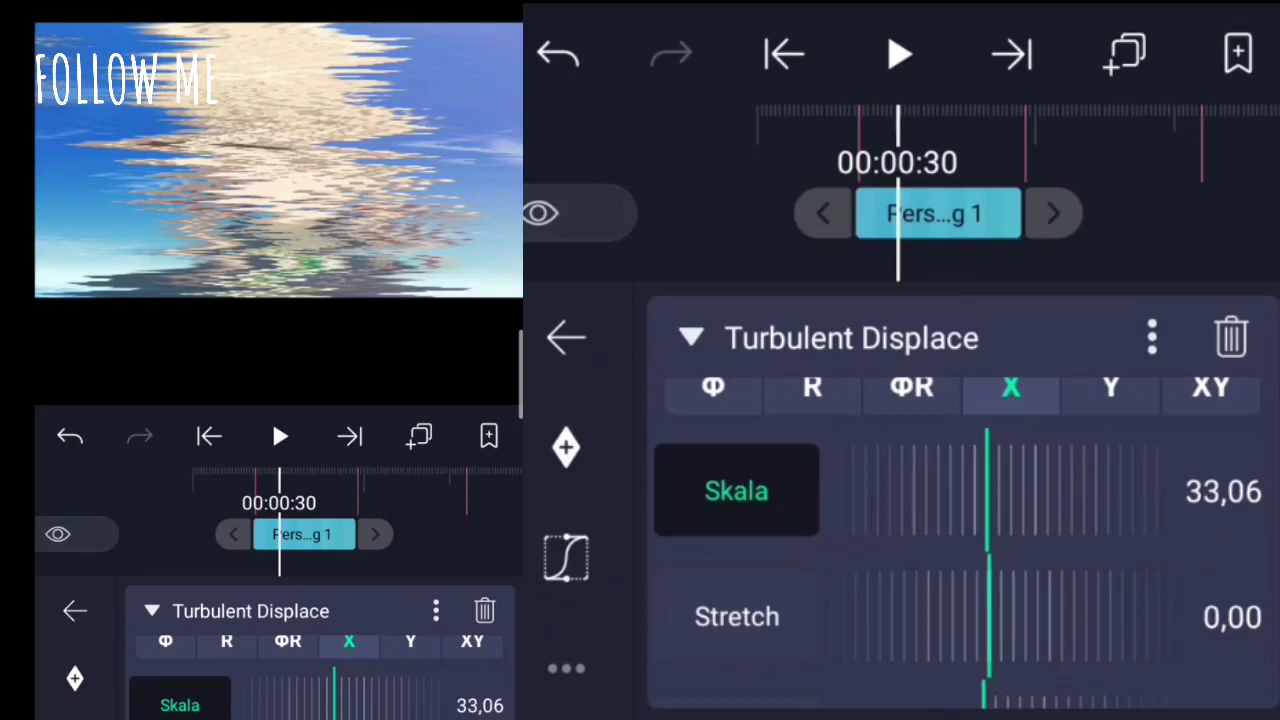 FOLLOW ME
00:00:30
Pers...g 1
Turbulent Displace
Φ R ΦR X Y XY
Skala 33,06
00:00:30
Pers...g 1
Turbulent Displace
Φ R ΦR X Y XY
Skala 33,06
Stretch 0,00